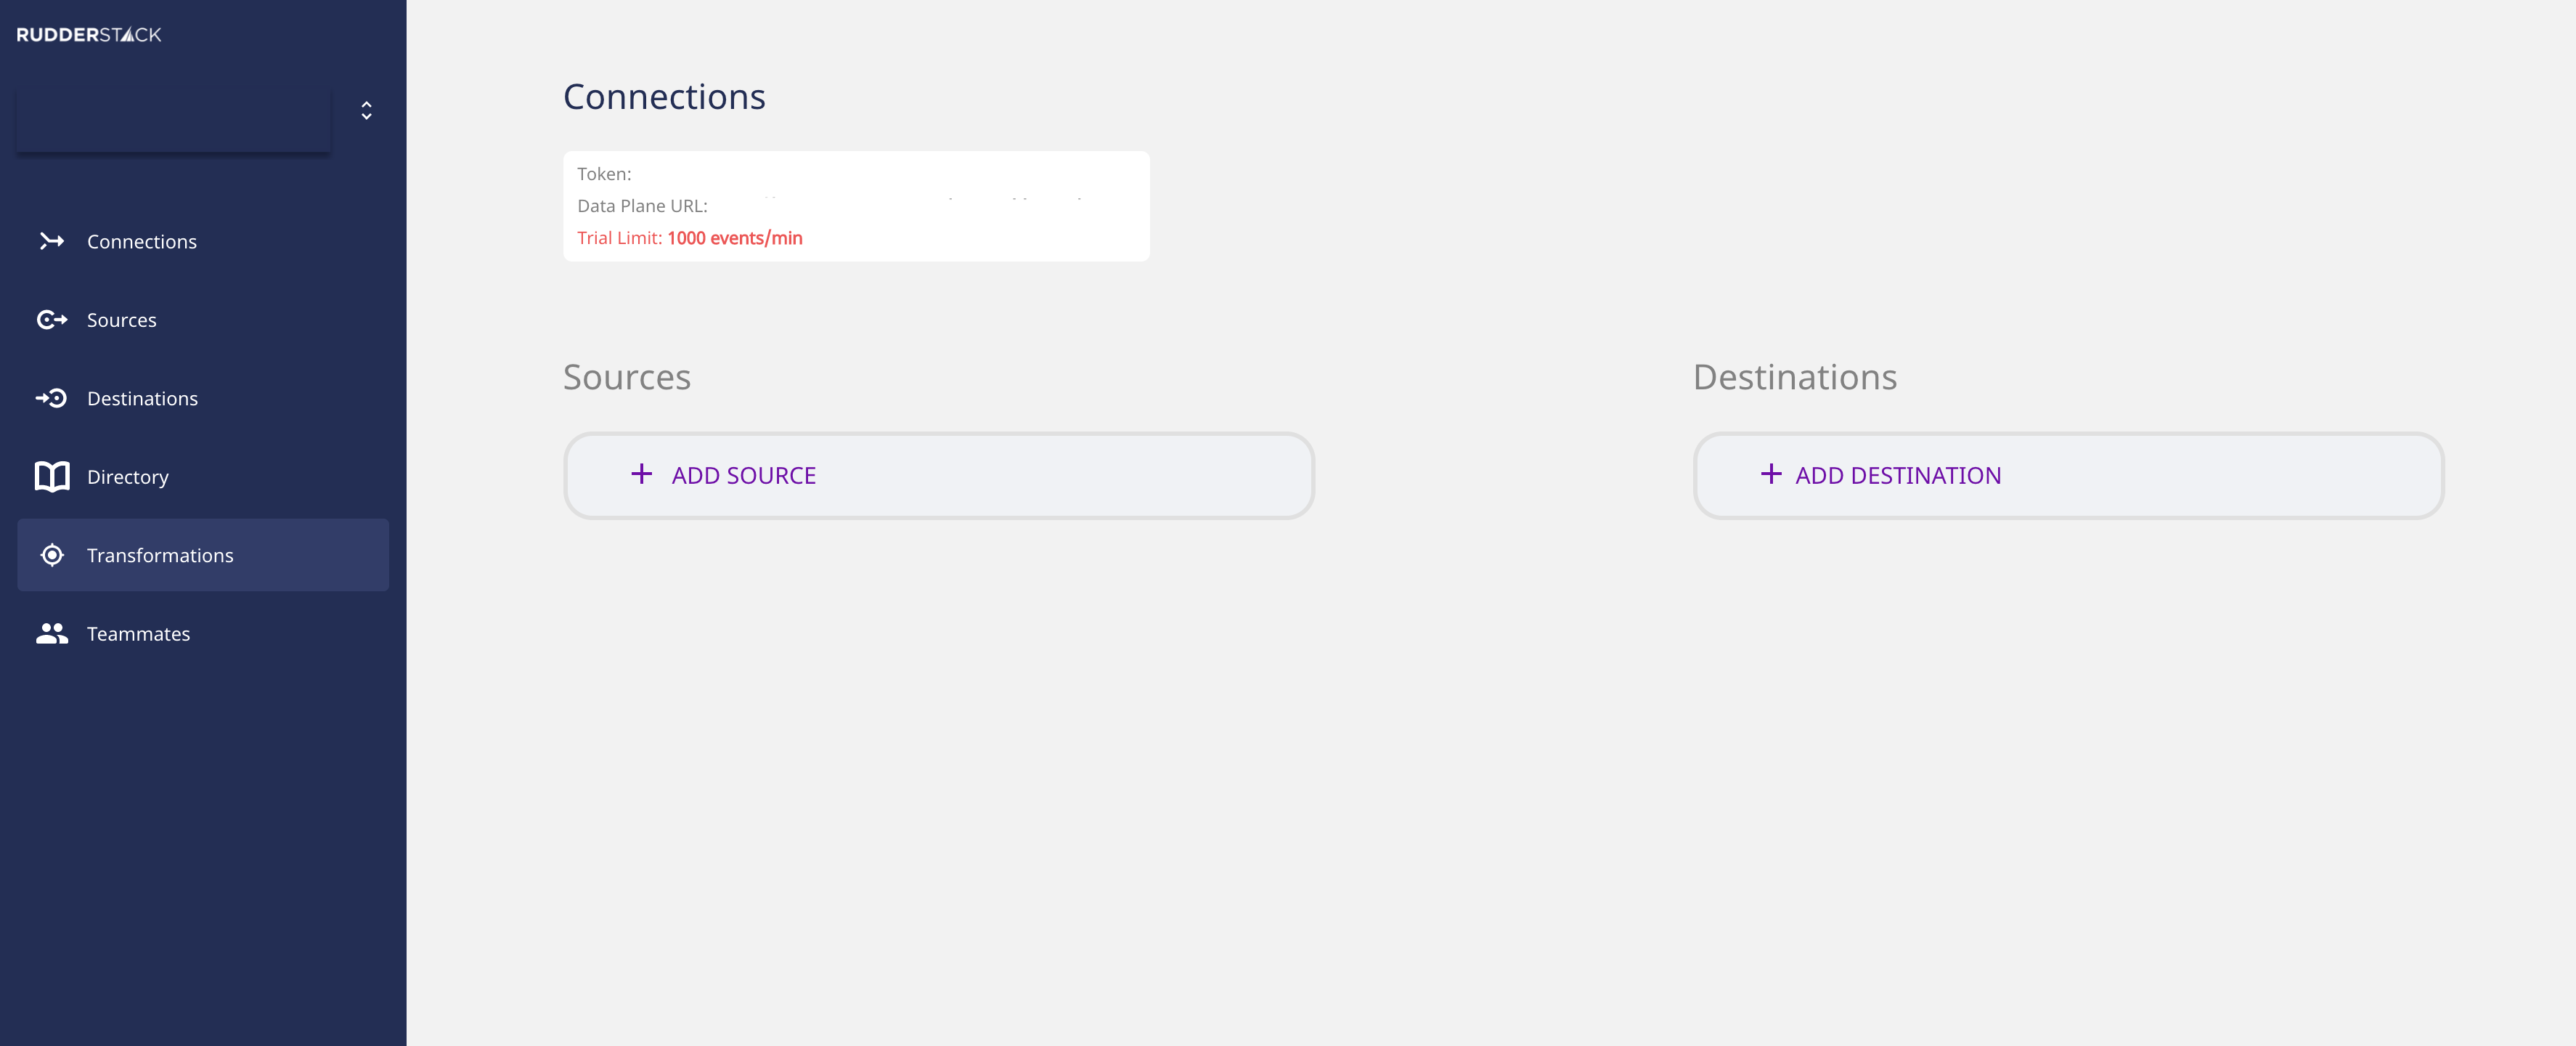 RUDDERSTACK
Connections
Sources
Destinations
Directory
Transformations
Teammates
Connections
Token:
Data Plane URL:
Trial Limit: 1000 events/min
Sources
Destinations
+ ADD SOURCE
+ ADD DESTINATION